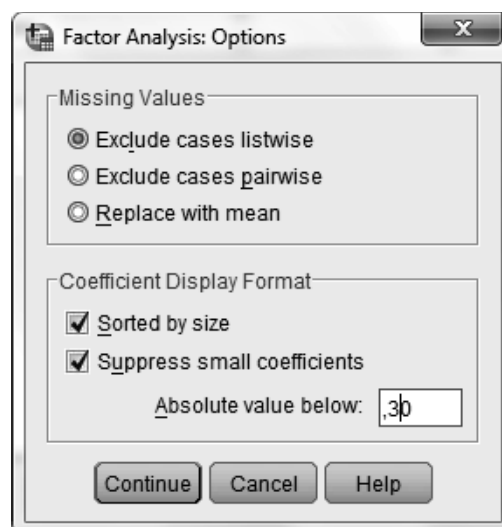 Factor Analysis: Options
x
Missing Values
Exclude cases listwise
Exclude cases pairwise
Replace with mean
Coefficient Display Format
Sorted by size
Suppress small coefficients
Absolute value below: ,30
Continue Cancel Help